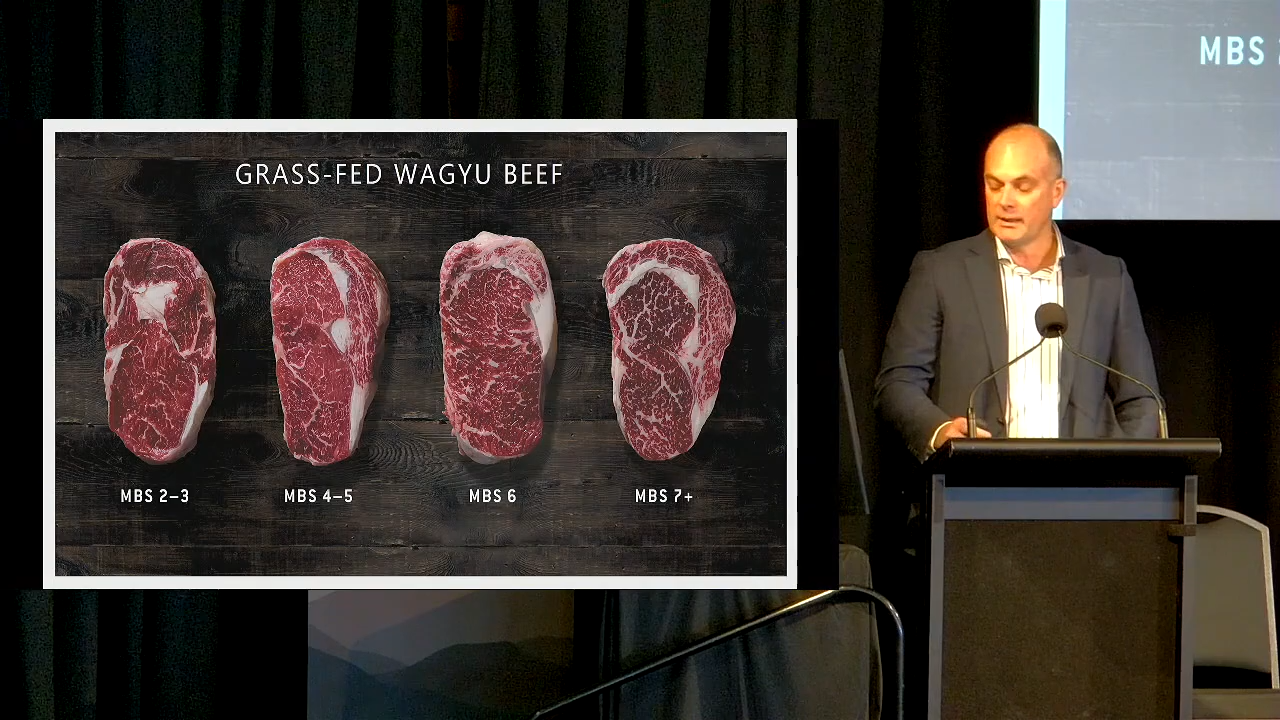 GRASS-FED WAGYU BEEF
MBS 2–3
MBS 4–5
MBS 6
MBS 7+
MBS